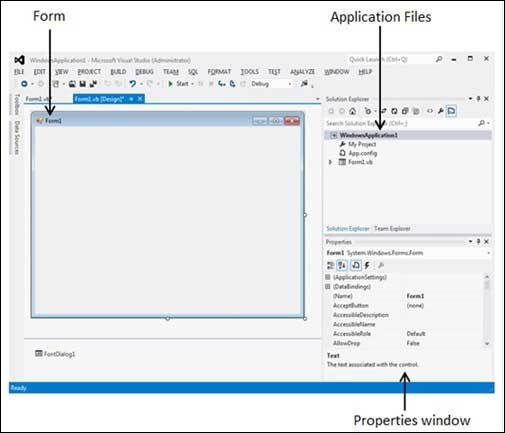 Form
Application Files
WindowsApplication1 - Microsoft Visual Studio (Administrator)
Quick Launch (Ctrl+Q)
FILE EDIT VIEW PROJECT BUILD DEBUG TEAM SQL FORMAT TOOLS TEST ANALYZE WINDOW HELP
Start Debug
Toolbox
Data Sources
Form1.vb*
Form1.vb [Design]*
Form1
Solution Explorer
Search Solution Explorer (Ctrl+;)
WindowsApplication1
My Project
App.config
Form1.vb
Solution Explorer Team Explorer
Properties
Form1 System.Windows.Forms.Form
(ApplicationSettings)
(DataBindings)
(Name) Form1
AcceptButton (none)
AccessibleDescription
AccessibleName
AccessibleRole Default
AllowDrop False
Text
The text associated with the control.
FontDialog1
Ready
Properties window